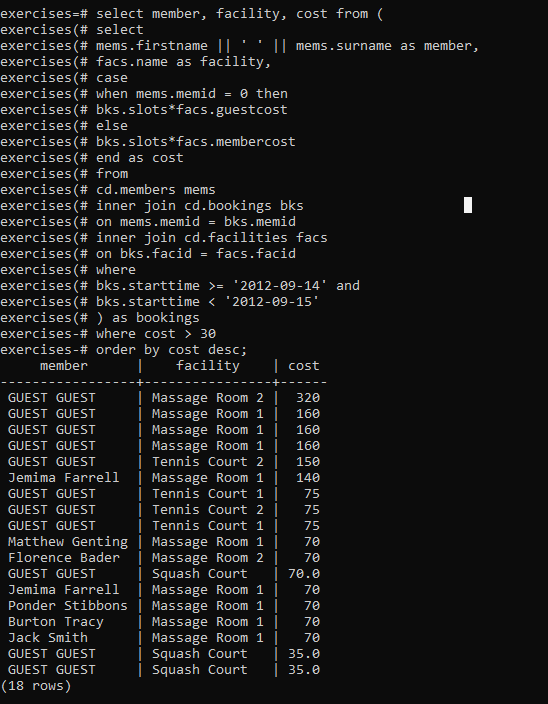 exercises=# select member, facility, cost from (
exercises(# select
exercises(# mems.firstname || ' ' || mems.surname as member,
exercises(# facs.name as facility,
exercises(# case
exercises(# when mems.memid = 0 then
exercises(# bks.slots*facs.guestcost
exercises(# else
exercises(# bks.slots*facs.membercost
exercises(# end as cost
exercises(# from
exercises(# cd.members mems
exercises(# inner join cd.bookings bks
exercises(# on mems.memid = bks.memid
exercises(# inner join cd.facilities facs
exercises(# on bks.facid = facs.facid
exercises(# where
exercises(# bks.starttime >= '2012-09-14' and
exercises(# bks.starttime < '2012-09-15'
exercises(# ) as bookings
exercises-# where cost > 30
exercises-# order by cost desc;
     member      |    facility    | cost
-----------------+----------------+------
 GUEST GUEST     | Massage Room 2 |  320
 GUEST GUEST     | Massage Room 1 |  160
 GUEST GUEST     | Massage Room 1 |  160
 GUEST GUEST     | Massage Room 1 |  160
 GUEST GUEST     | Tennis Court 2 |  150
 Jemima Farrell  | Massage Room 1 |  140
 GUEST GUEST     | Tennis Court 1 |   75
 GUEST GUEST     | Tennis Court 2 |   75
 GUEST GUEST     | Tennis Court 1 |   75
 Matthew Genting | Massage Room 1 |   70
 Florence Bader  | Massage Room 2 |   70
 GUEST GUEST     | Squash Court   | 70.0
 Jemima Farrell  | Massage Room 1 |   70
 Ponder Stibbons | Massage Room 1 |   70
 Burton Tracy    | Massage Room 1 |   70
 Jack Smith      | Massage Room 1 |   70
 GUEST GUEST     | Squash Court   | 35.0
 GUEST GUEST     | Squash Court   | 35.0
(18 rows)